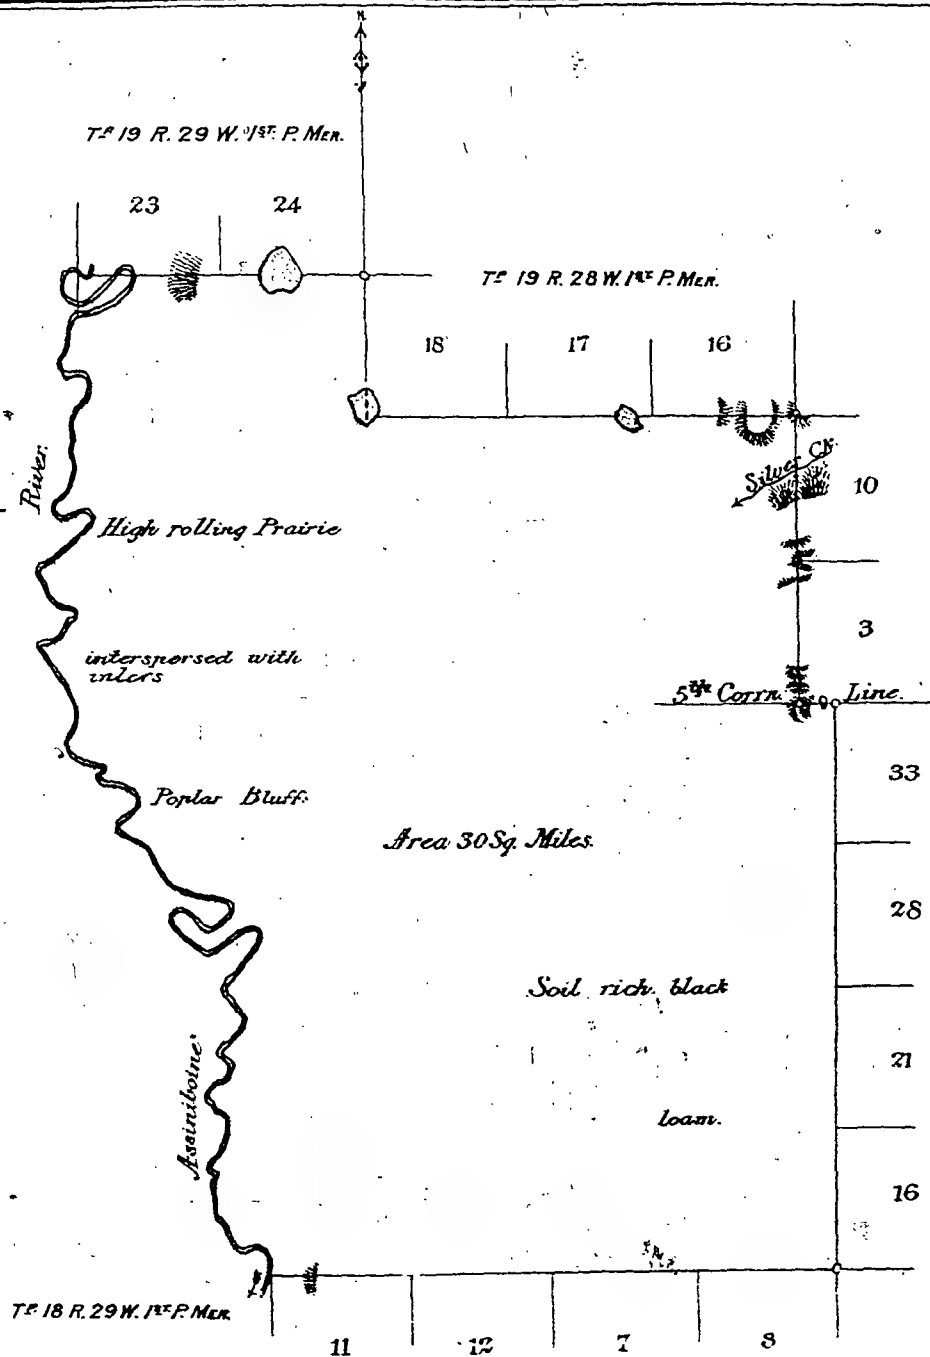 N
Tp 19 R. 29 W. 1ST P. MER.
23 24
Tp 19 R. 28 W. 1ST P. MER.
18 17 16
Silver CK.
10
River
High rolling Prairie
3
interspersed with
inlers
5th Corrn. Line.
33
Poplar Bluff.
Area 30 Sq. Miles.
28
Soil rich black
21
Assiniboine
loam.
16
Tp 18 R. 29 W. 1ST P. MER.
11 12 7 8